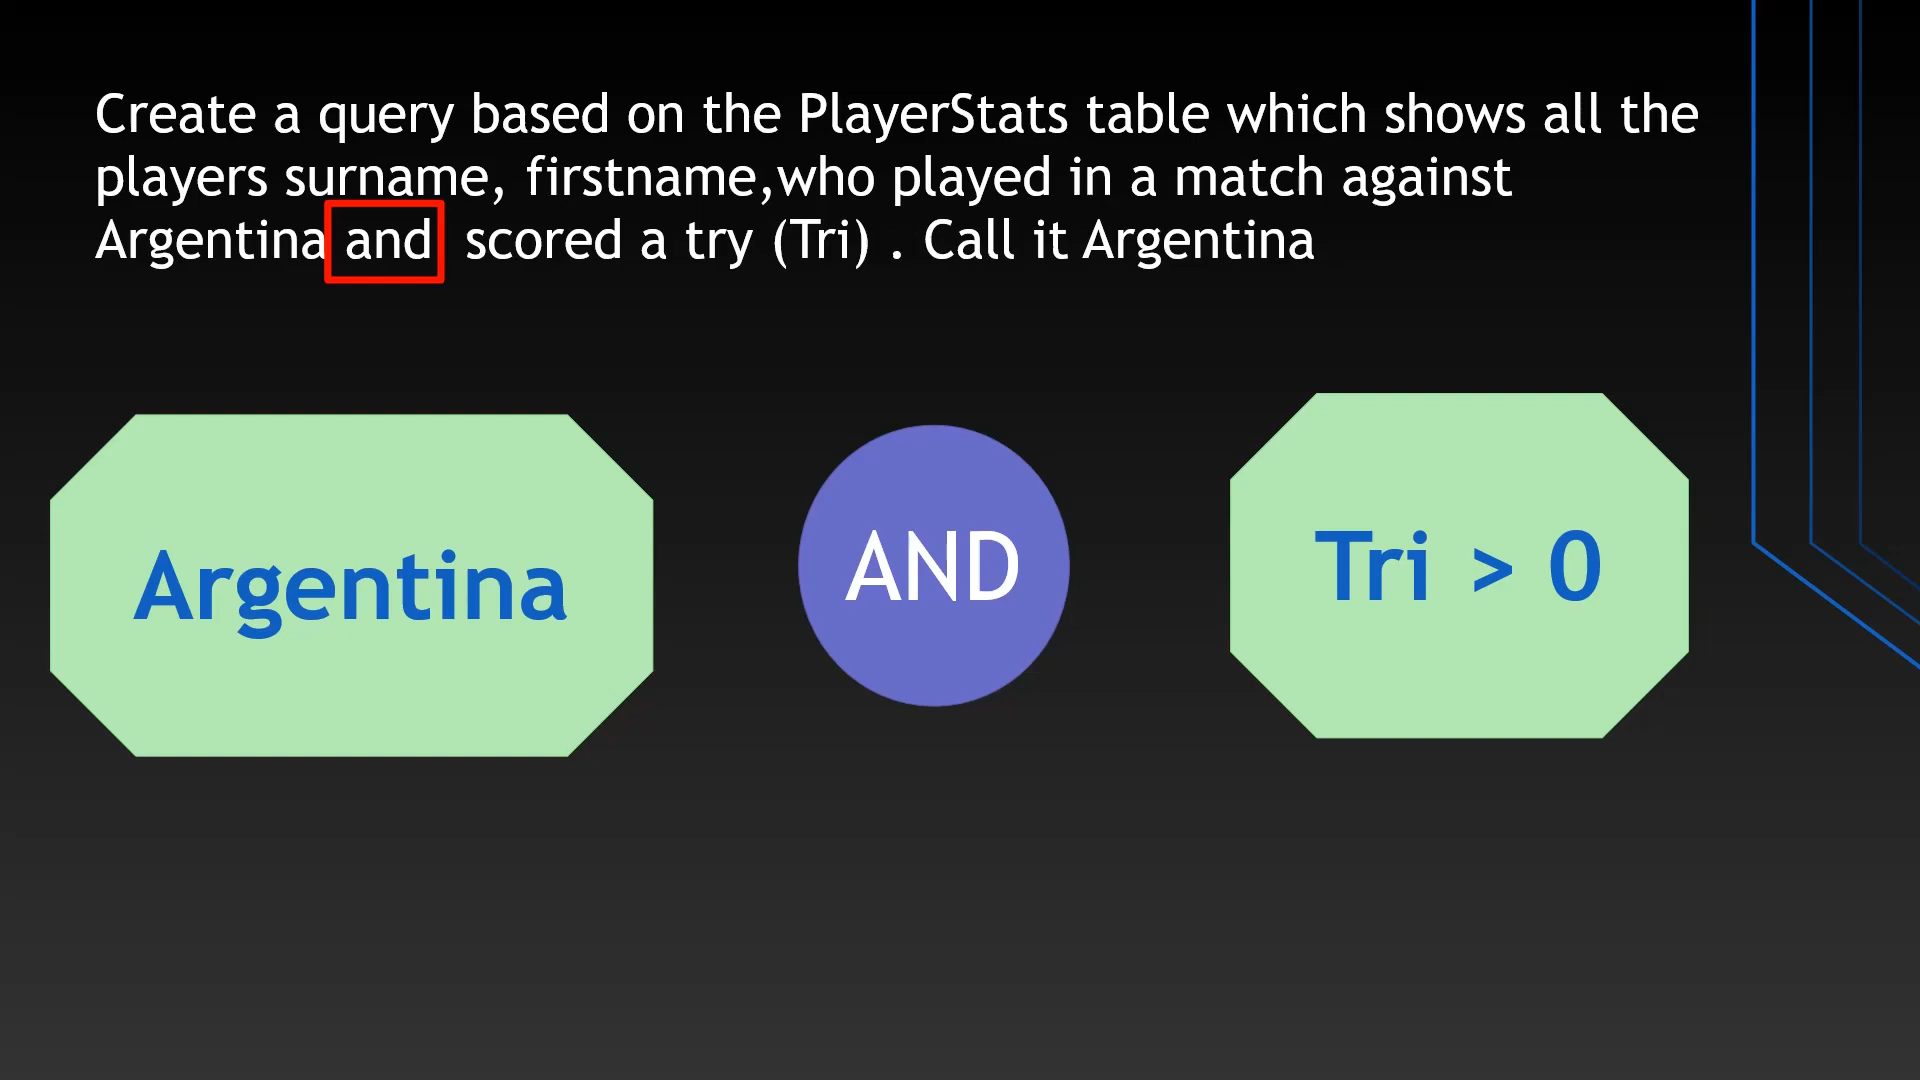 Create a query based on the PlayerStats table which shows all the
players surname, firstname,who played in a match against
Argentina and scored a try (Tri) . Call it Argentina
Argentina
AND
Tri > 0